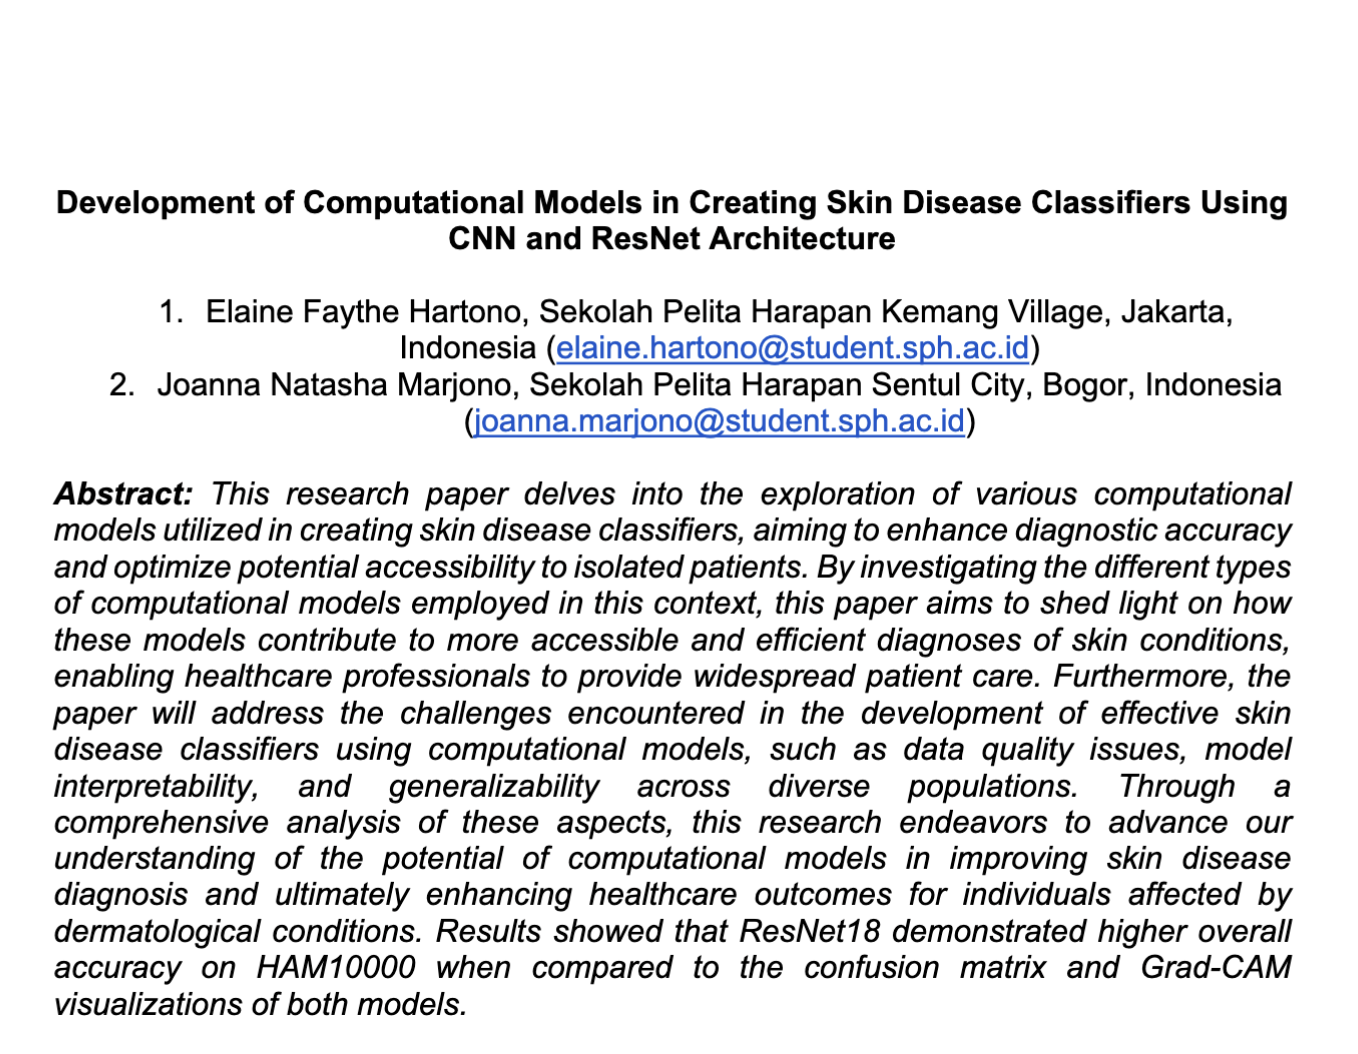 Development of Computational Models in Creating Skin Disease Classifiers Using
CNN and ResNet Architecture
1. Elaine Faythe Hartono, Sekolah Pelita Harapan Kemang Village, Jakarta,
Indonesia (elaine.hartono@student.sph.ac.id)
2. Joanna Natasha Marjono, Sekolah Pelita Harapan Sentul City, Bogor, Indonesia
(joanna.marjono@student.sph.ac.id)
Abstract: This research paper delves into the exploration of various computational
models utilized in creating skin disease classifiers, aiming to enhance diagnostic accuracy
and optimize potential accessibility to isolated patients. By investigating the different types
of computational models employed in this context, this paper aims to shed light on how
these models contribute to more accessible and efficient diagnoses of skin conditions,
enabling healthcare professionals to provide widespread patient care. Furthermore, the
paper will address the challenges encountered in the development of effective skin
disease classifiers using computational models, such as data quality issues, model
interpretability, and generalizability across diverse populations. Through a
comprehensive analysis of these aspects, this research endeavors to advance our
understanding of the potential of computational models in improving skin disease
diagnosis and ultimately enhancing healthcare outcomes for individuals affected by
dermatological conditions. Results showed that ResNet18 demonstrated higher overall
accuracy on HAM10000 when compared to the confusion matrix and Grad-CAM
visualizations of both models.